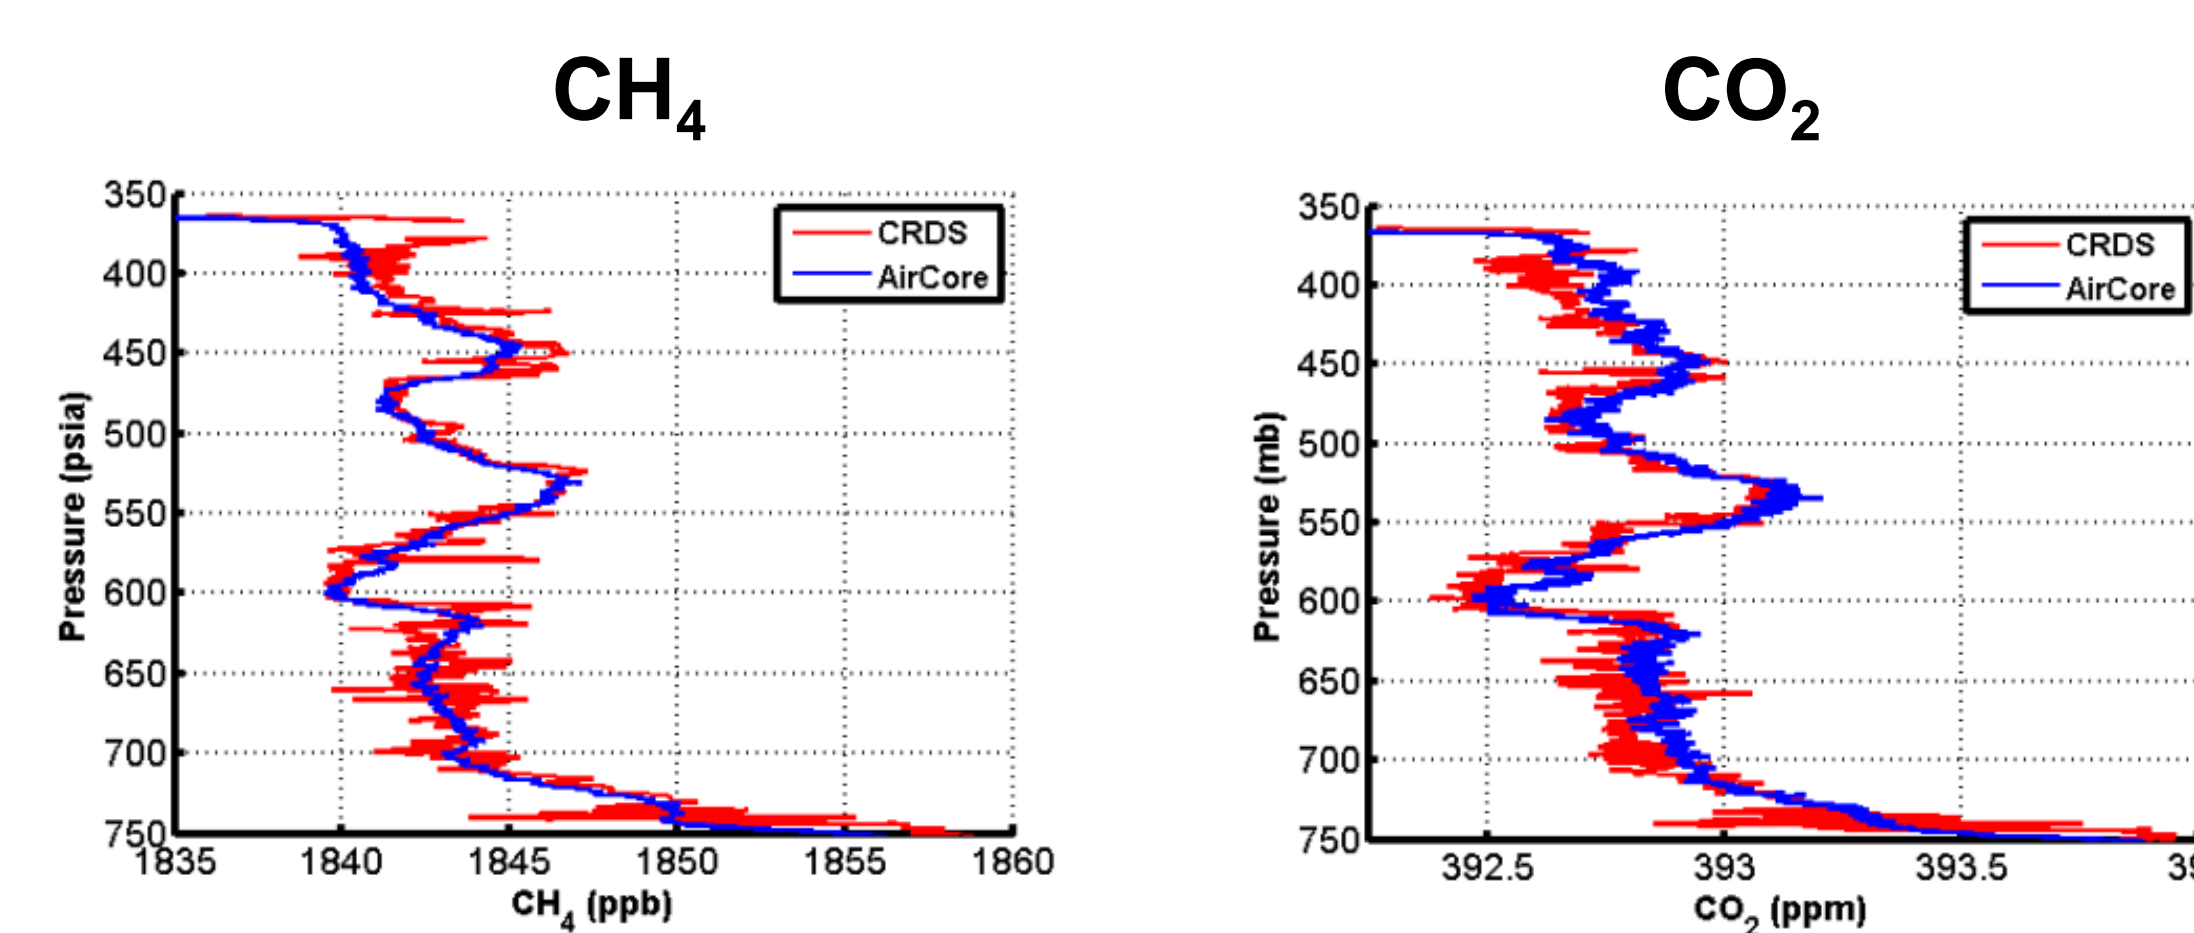 CH4
350
400
450
500
550
600
650
700
750
Pressure (psia)
CRDS
AirCore
1835 1840 1845 1850 1855 1860
CH4 (ppb)
CO2
350
400
450
500
550
600
650
700
750
Pressure (mb)
CRDS
AirCore
392.5 393 393.5
CO2 (ppm)